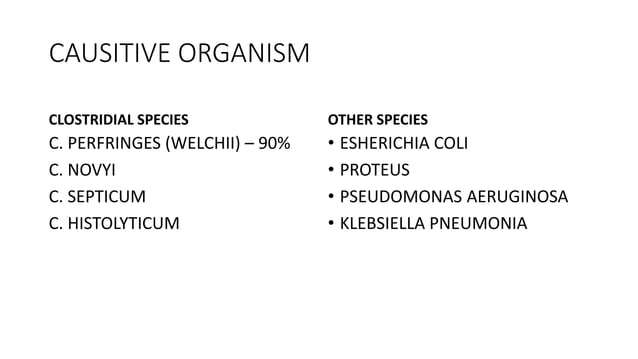 CAUSITIVE ORGANISM
CLOSTRIDIAL SPECIES
C. PERFRINGES (WELCHII) – 90%
C. NOVYI
C. SEPTICUM
C. HISTOLYTICUM
OTHER SPECIES
• ESHERICHIA COLI
• PROTEUS
• PSEUDOMONAS AERUGINOSA
• KLEBSIELLA PNEUMONIA